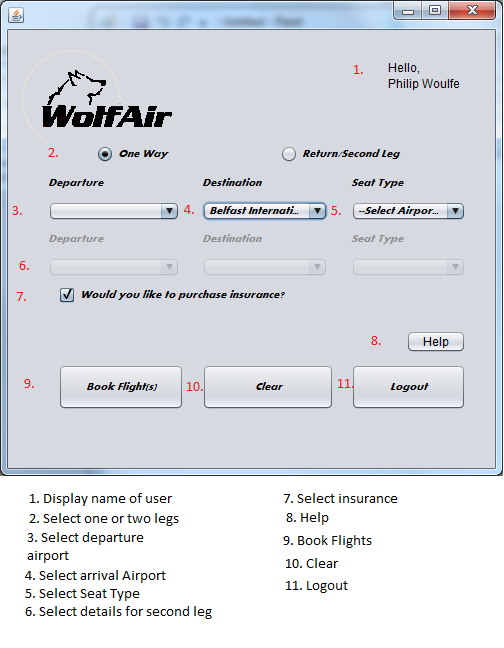 1. Hello,
Philip Woulfe
WolfAir
2. One Way Return/Second Leg
Departure Destination Seat Type
3. 4. Belfast Internati... 5. --Select Airpor...
Departure Destination Seat Type
6.
7. Would you like to purchase insurance?
8. Help
9. Book Flight(s) 10. Clear 11. Logout
1. Display name of user
2. Select one or two legs
3. Select departure
airport
4. Select arrival Airport
5. Select Seat Type
6. Select details for second leg
7. Select insurance
8. Help
9. Book Flights
10. Clear
11. Logout